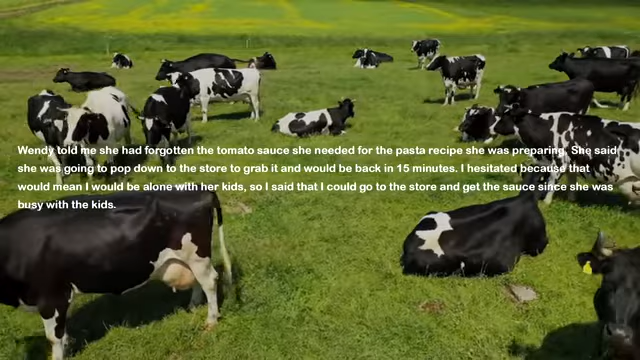 Wendy told me she had forgotten the tomato sauce she needed for the pasta recipe she was preparing. She said
she was going to pop down to the store to grab it and would be back in 15 minutes. I hesitated because that
would mean I would be alone with her kids, so I said that I could go to the store and get the sauce since she was
busy with the kids.